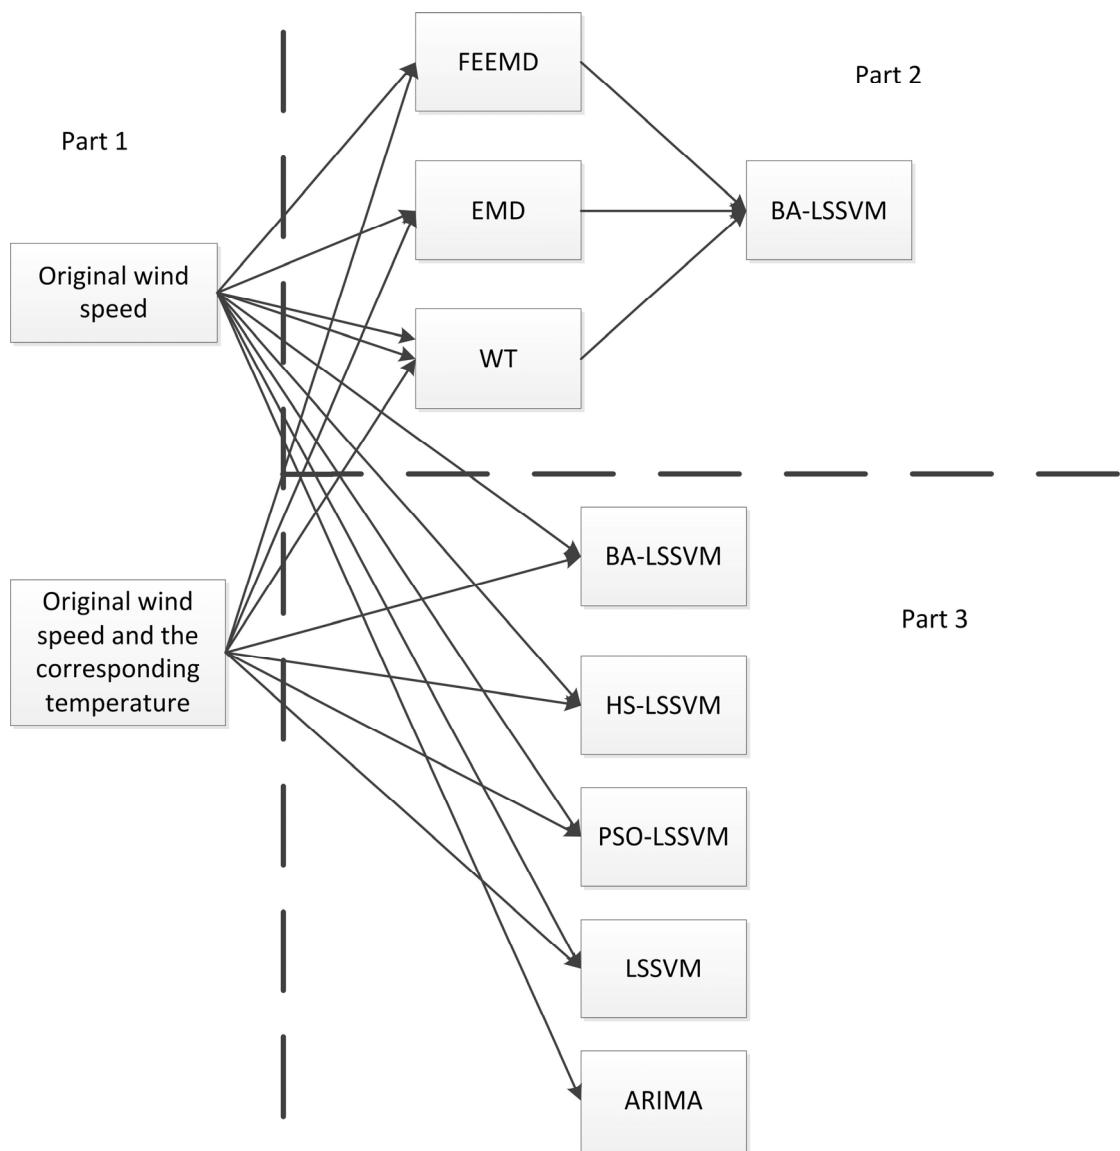 FEEMD
Part 2
Part 1
EMD
BA-LSSVM
Original wind
speed
WT
BA-LSSVM
Original wind
speed and the
corresponding
temperature
Part 3
HS-LSSVM
PSO-LSSVM
LSSVM
ARIMA